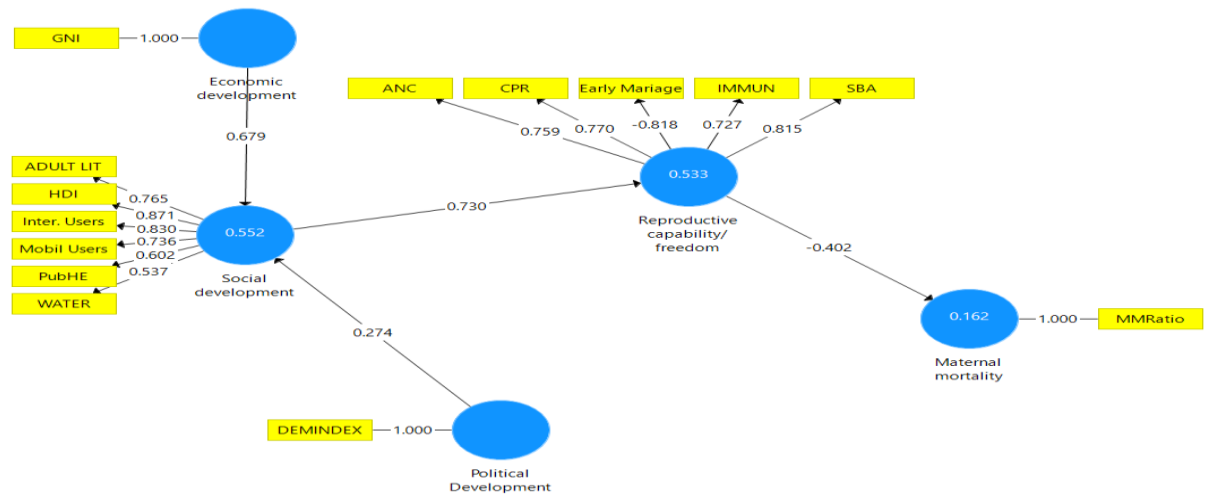 GNI
1.000
Economic
development
0.679
ANC
CPR
Early Mariage
IMMUN
SBA
0.759
0.770
-0.818
0.727
0.815
ADULT LIT
HDI
Inter. Users
Mobil Users
PubHE
WATER
0.765
0.871
0.830
0.736
0.602
0.537
0.552
Social
development
0.730
0.533
Reproductive
capability/
freedom
-0.402
0.162
1.000
MMRatio
Maternal
mortality
0.274
DEMINDEX
1.000
Political
Development